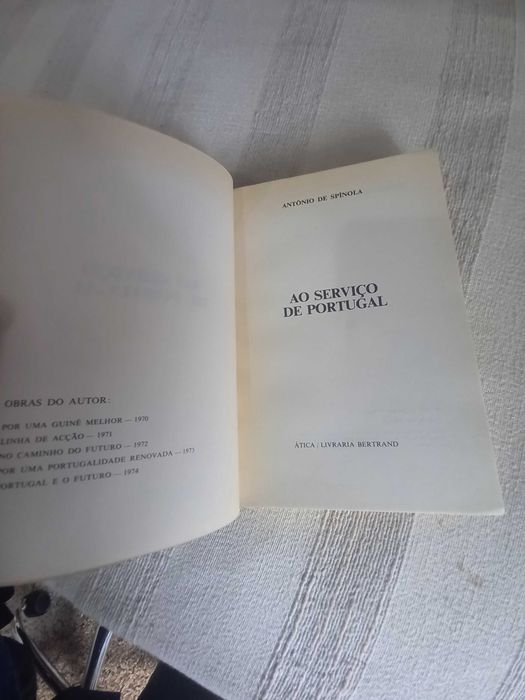 OBRAS DO AUTOR:
POR UMA GUINÉ MELHOR — 1970
LINHA DE ACÇÃO — 1971
NO CAMINHO DO FUTURO — 1972
POR UMA PORTUGALIDADE RENOVADA — 1973
PORTUGAL E O FUTURO — 1974
ANTÓNIO DE SPÍNOLA
AO SERVIÇO
DE PORTUGAL
ÁTICA / LIVRARIA BERTRAND